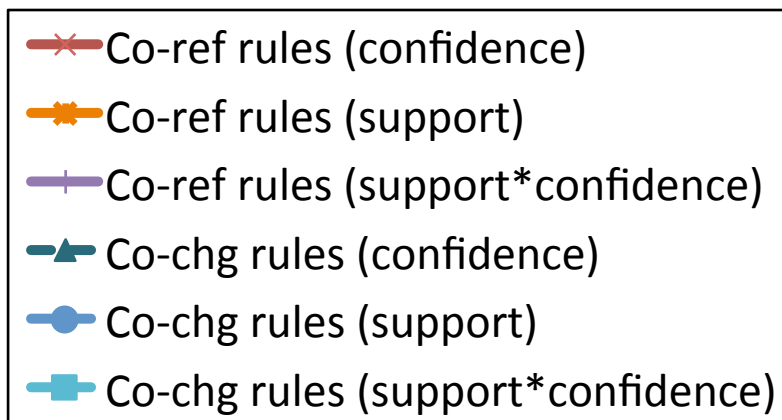 Co-ref rules (confidence)
Co-ref rules (support)
Co-ref rules (support*confidence)
Co-chg rules (confidence)
Co-chg rules (support)
Co-chg rules (support*confidence)